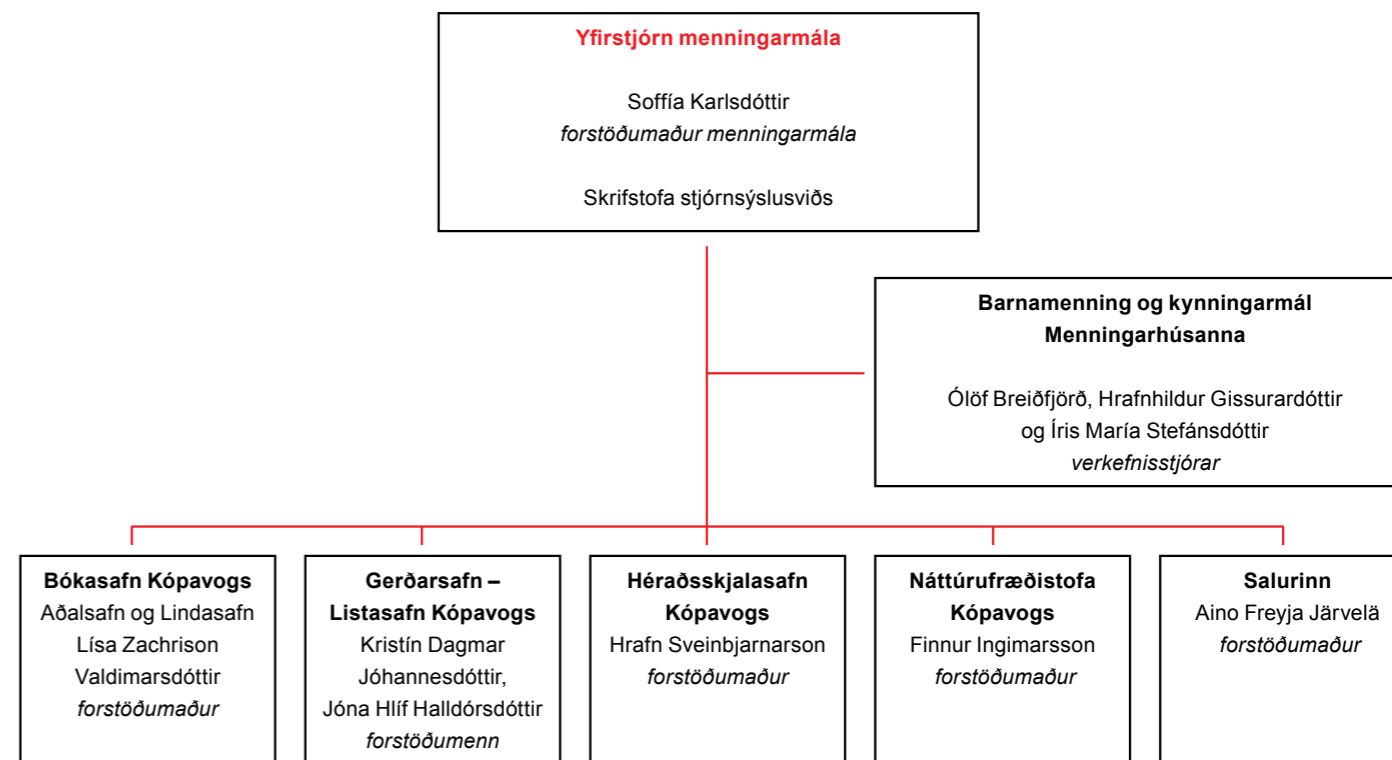 Yfirstjórn menningarmála
Soffía Karlsdóttir
forstöðumaður menningarmála
Skrifstofa stjórnsýslusviðs
Barnamenning og kynningarmál
Menningarhúsanna
Ólöf Breiðfjörð, Hrafnhildur Gissurardóttir
og Íris María Stefánsdóttir
verkefnisstjórar
Bókasafn Kópavogs
Aðalsafn og Lindasafn
Lísa Zachrison
Valdimarsdóttir
forstöðumaður
Gerðarsafn –
Listasafn Kópavogs
Kristín Dagmar
Jóhannesdóttir,
Jóna Hlíf Halldórsdóttir
forstöðumenn
Héraðsskjalasafn
Kópavogs
Hrafn Sveinbjarnarson
forstöðumaður
Náttúrufræðistofa
Kópavogs
Finnur Ingimarsson
forstöðumaður
Salurinn
Aino Freyja Järvelä
forstöðumaður